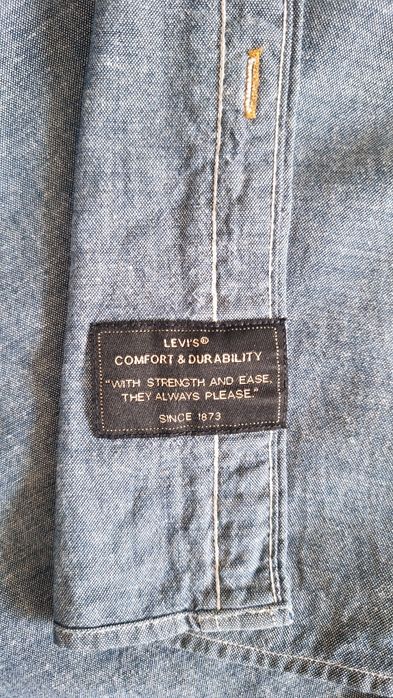 LEVI'S®
COMFORT & DURABILITY
"WITH STRENGTH AND EASE,
THEY ALWAYS PLEASE."
SINCE 1873